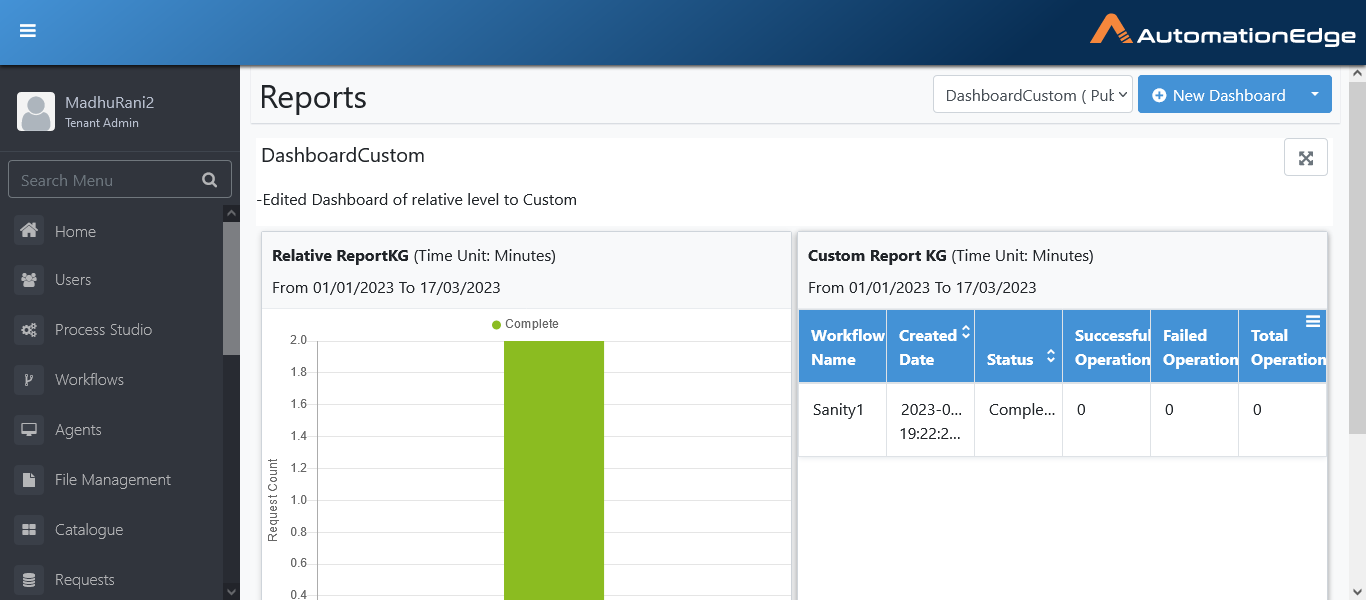 AutomationEdge
MadhuRani2
Tenant Admin
Search Menu
Home
Users
Process Studio
Workflows
Agents
File Management
Catalogue
Requests
Reports
DashboardCustom ( Pub
New Dashboard
DashboardCustom
-Edited Dashboard of relative level to Custom
Relative ReportKG (Time Unit: Minutes)
From 01/01/2023 To 17/03/2023
Complete
2.0
1.8
1.6
1.4
1.2
1.0
0.8
0.6
0.4
Request Count
Custom Report KG (Time Unit: Minutes)
From 01/01/2023 To 17/03/2023
Workflow Created Successful Failed Total
Name Date Status Operation Operation Operation
Sanity1 2023-0... Comple... 0 0 0
19:22:2...